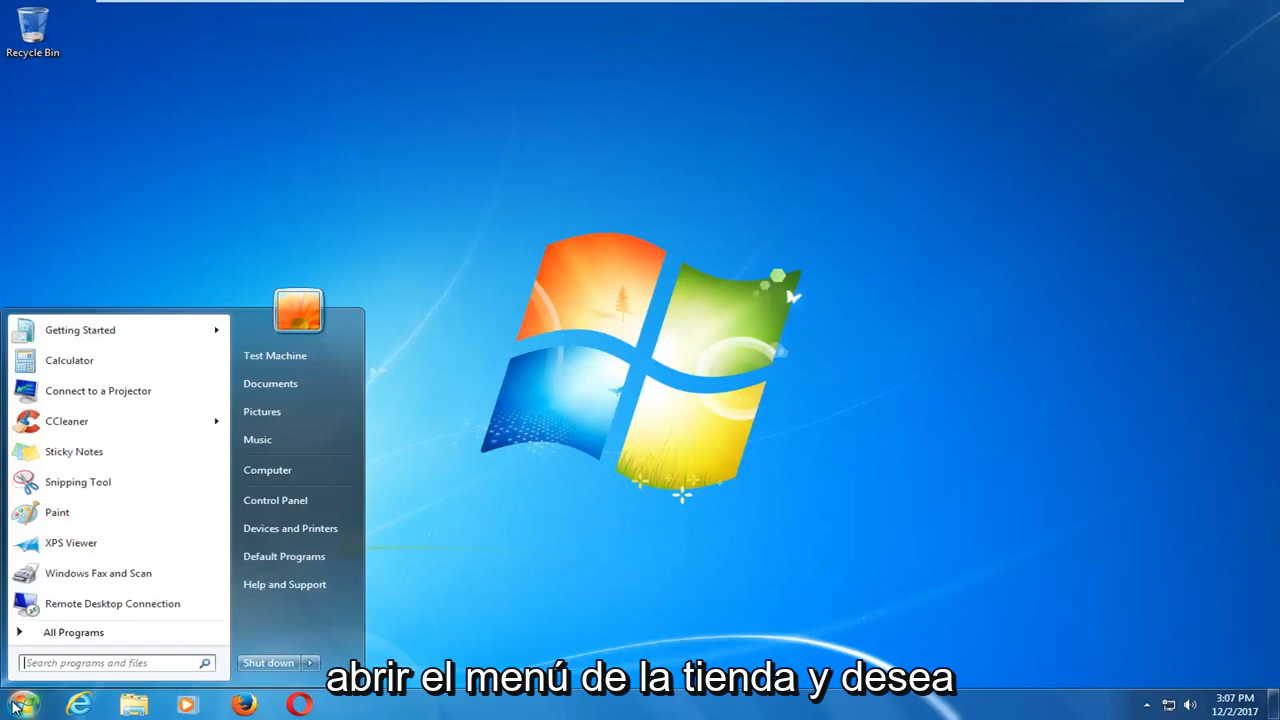 Recycle Bin
Getting Started
Calculator
Connect to a Projector
CCleaner
Sticky Notes
Snipping Tool
Paint
XPS Viewer
Windows Fax and Scan
Remote Desktop Connection
All Programs
Search programs and files
Test Machine
Documents
Pictures
Music
Computer
Control Panel
Devices and Printers
Default Programs
Help and Support
Shut down
abrir el menú de la tienda y desea
3:07 PM
12/2/2017